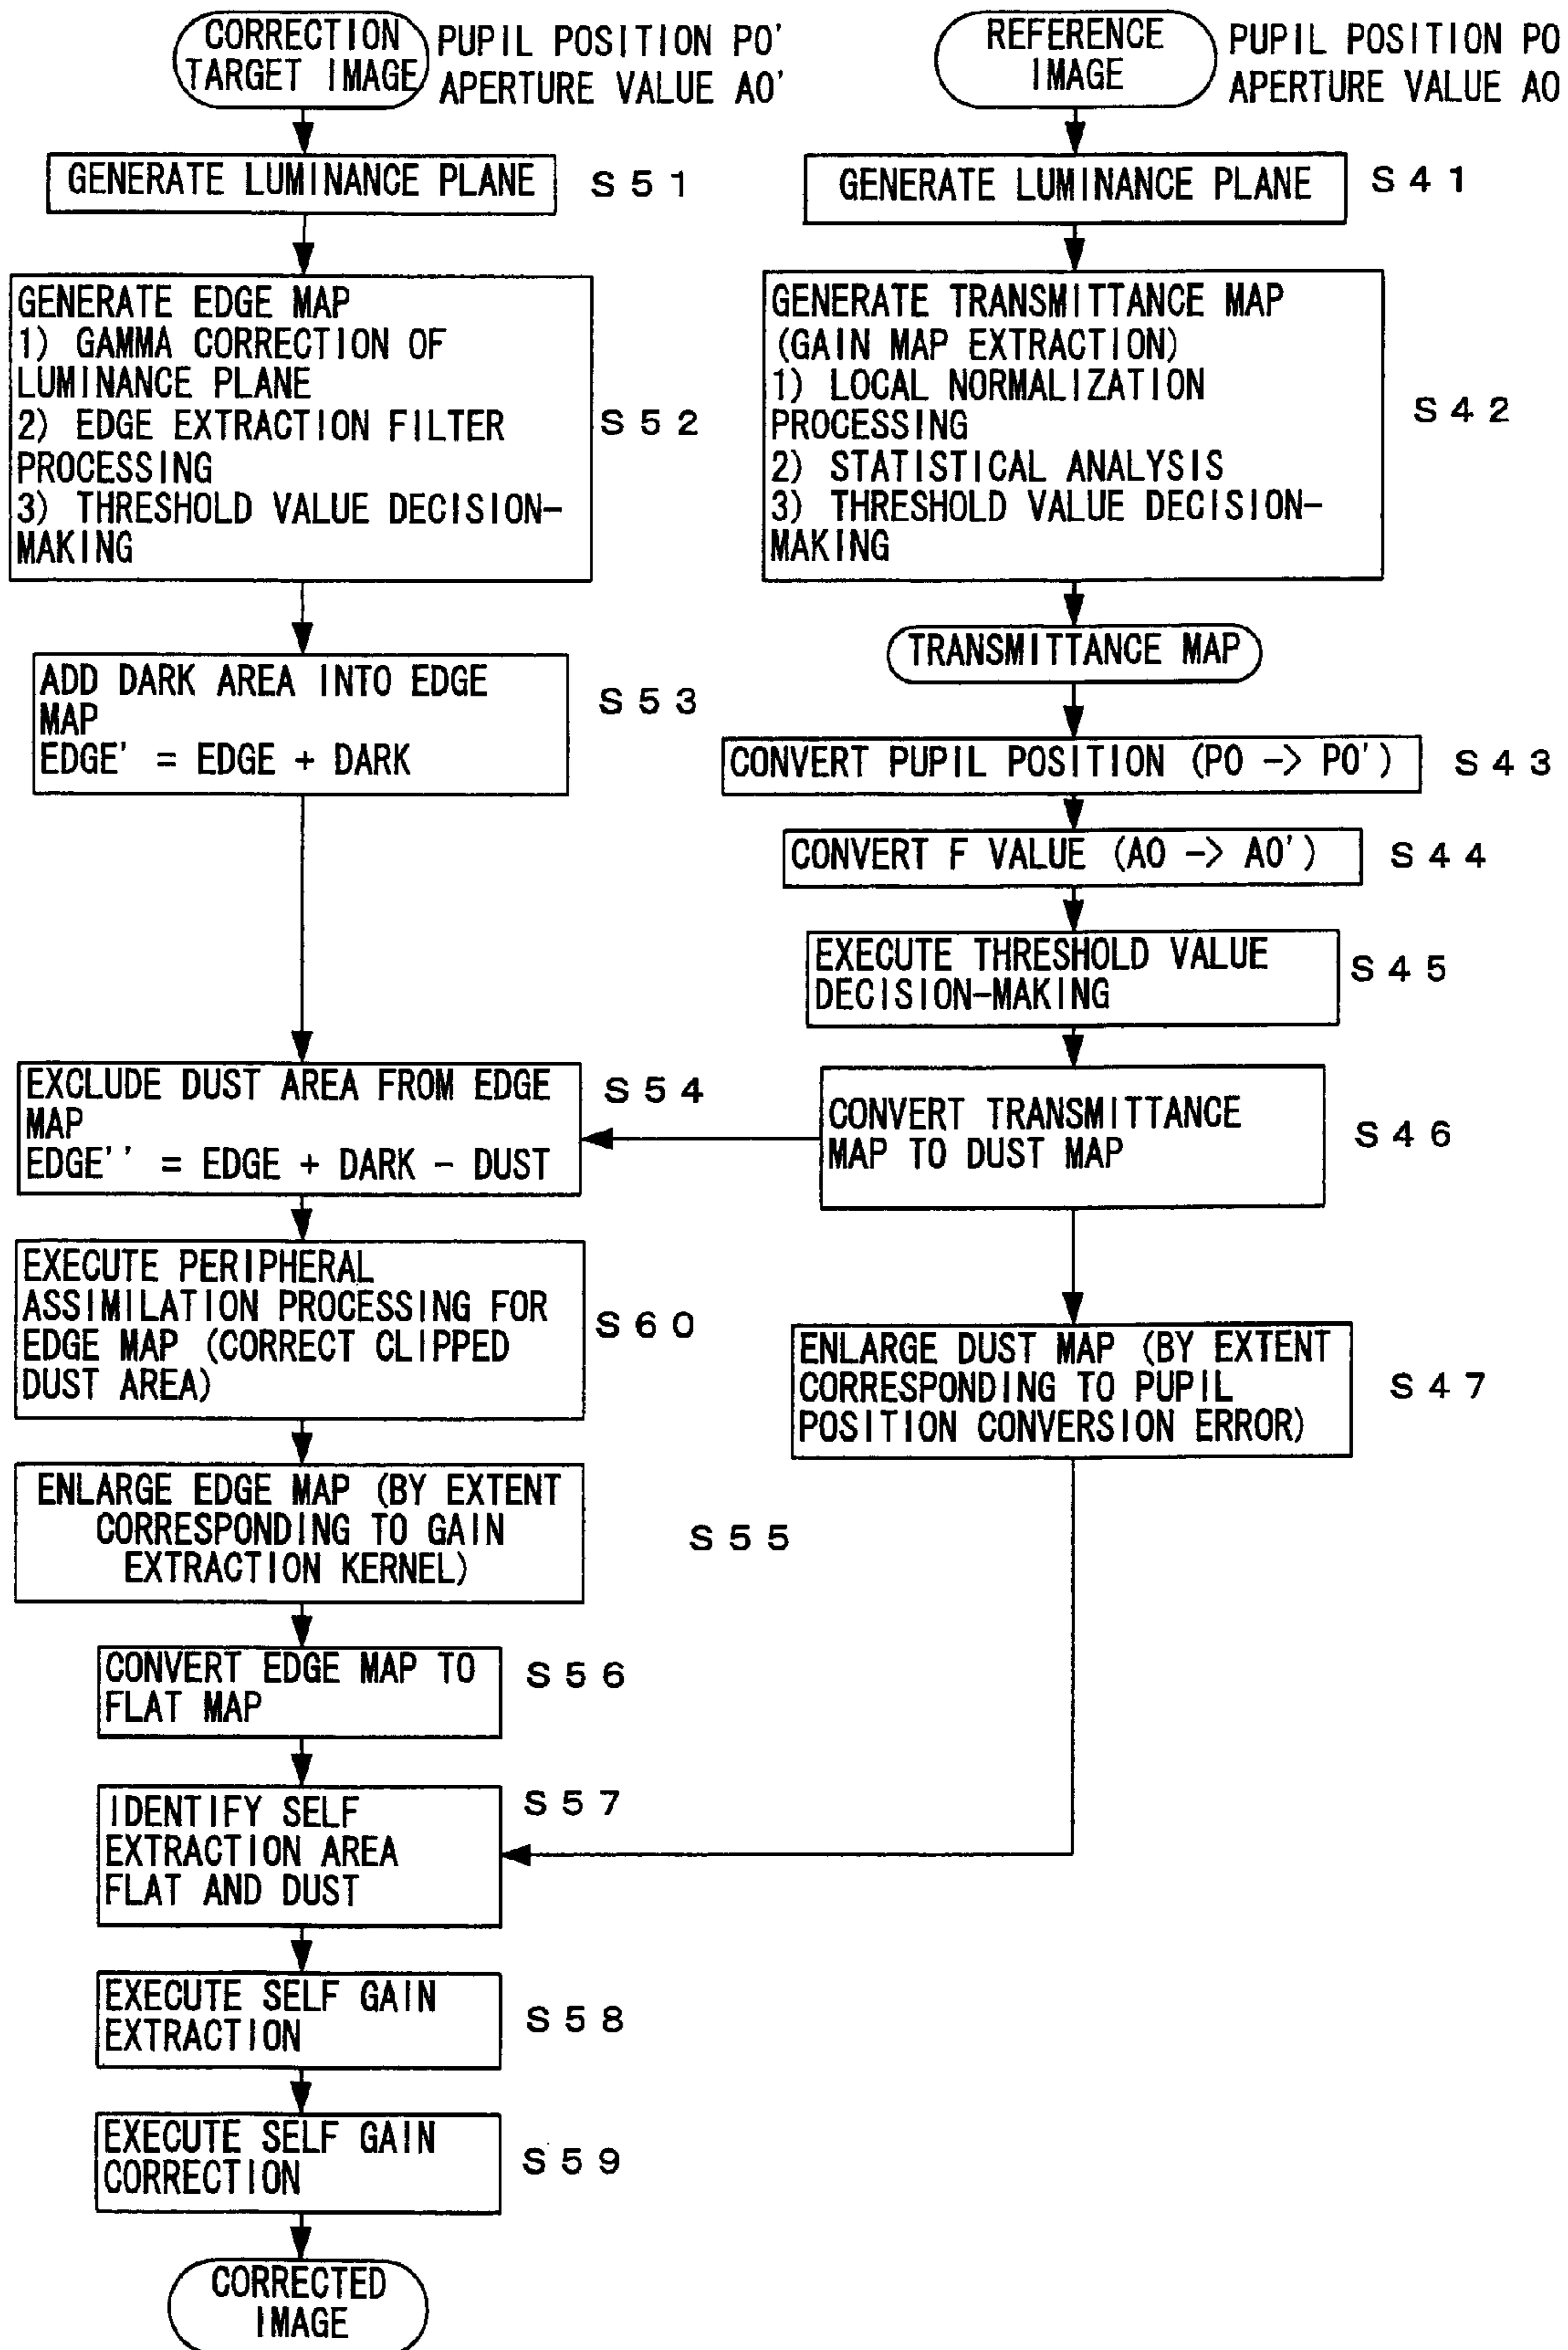 CORRECTION
TARGET IMAGE
PUPIL POSITION PO'
APERTURE VALUE AO'
GENERATE LUMINANCE PLANE
S51
GENERATE EDGE MAP
1) GAMMA CORRECTION OF
LUMINANCE PLANE
2) EDGE EXTRACTION FILTER
PROCESSING
3) THRESHOLD VALUE DECISION-
MAKING
S52
ADD DARK AREA INTO EDGE
MAP
EDGE' = EDGE + DARK
S53
EXCLUDE DUST AREA FROM EDGE
MAP
EDGE'' = EDGE + DARK - DUST
S54
EXECUTE PERIPHERAL
ASSIMILATION PROCESSING FOR
EDGE MAP (CORRECT CLIPPED
DUST AREA)
S60
ENLARGE EDGE MAP (BY EXTENT
CORRESPONDING TO GAIN
EXTRACTION KERNEL)
S55
CONVERT EDGE MAP TO
FLAT MAP
S56
IDENTIFY SELF
EXTRACTION AREA
FLAT AND DUST
S57
EXECUTE SELF GAIN
EXTRACTION
S58
EXECUTE SELF GAIN
CORRECTION
S59
CORRECTED
IMAGE
REFERENCE
IMAGE
PUPIL POSITION PO
APERTURE VALUE AO
GENERATE LUMINANCE PLANE
S41
GENERATE TRANSMITTANCE MAP
(GAIN MAP EXTRACTION)
1) LOCAL NORMALIZATION
PROCESSING
2) STATISTICAL ANALYSIS
3) THRESHOLD VALUE DECISION-
MAKING
S42
TRANSMITTANCE MAP
CONVERT PUPIL POSITION (PO -> PO')
S43
CONVERT F VALUE (AO -> AO')
S44
EXECUTE THRESHOLD VALUE
DECISION-MAKING
S45
CONVERT TRANSMITTANCE
MAP TO DUST MAP
S46
ENLARGE DUST MAP (BY EXTENT
CORRESPONDING TO PUPIL
POSITION CONVERSION ERROR)
S47